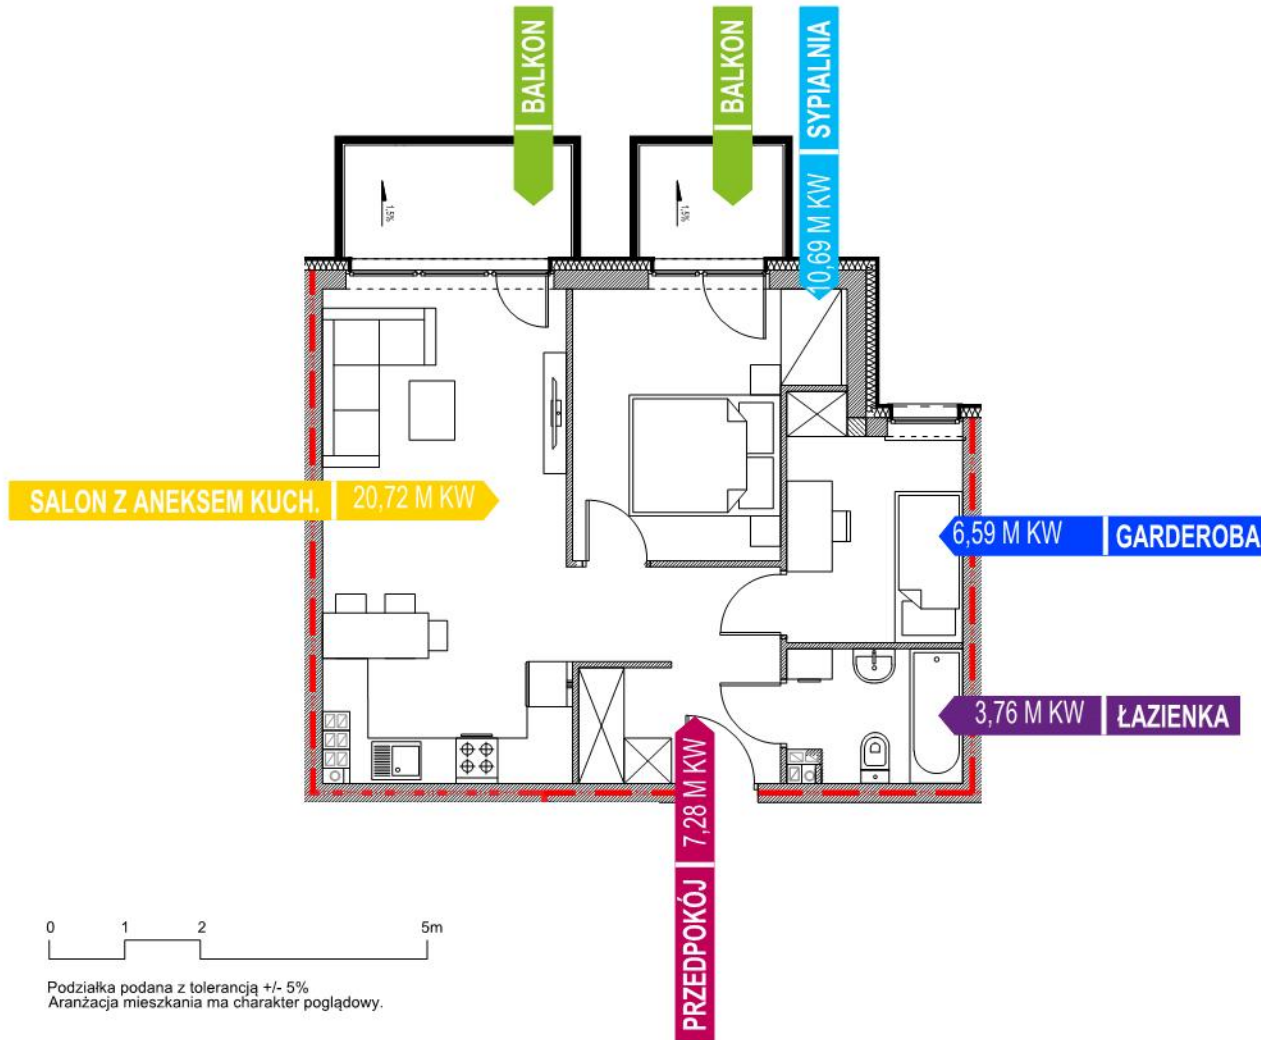 BALKON
BALKON
SYPIALNIA
10,69 M KW
1,5%
1,5%
SALON Z ANEKSEM KUCH.
20,72 M KW
6,59 M KW
GARDEROBA
3,76 M KW
ŁAZIENKA
PRZEDPOKÓJ
7,28 M KW
0 1 2 5m
Podziałka podana z tolerancją +/- 5%
Aranżacja mieszkania ma charakter poglądowy.